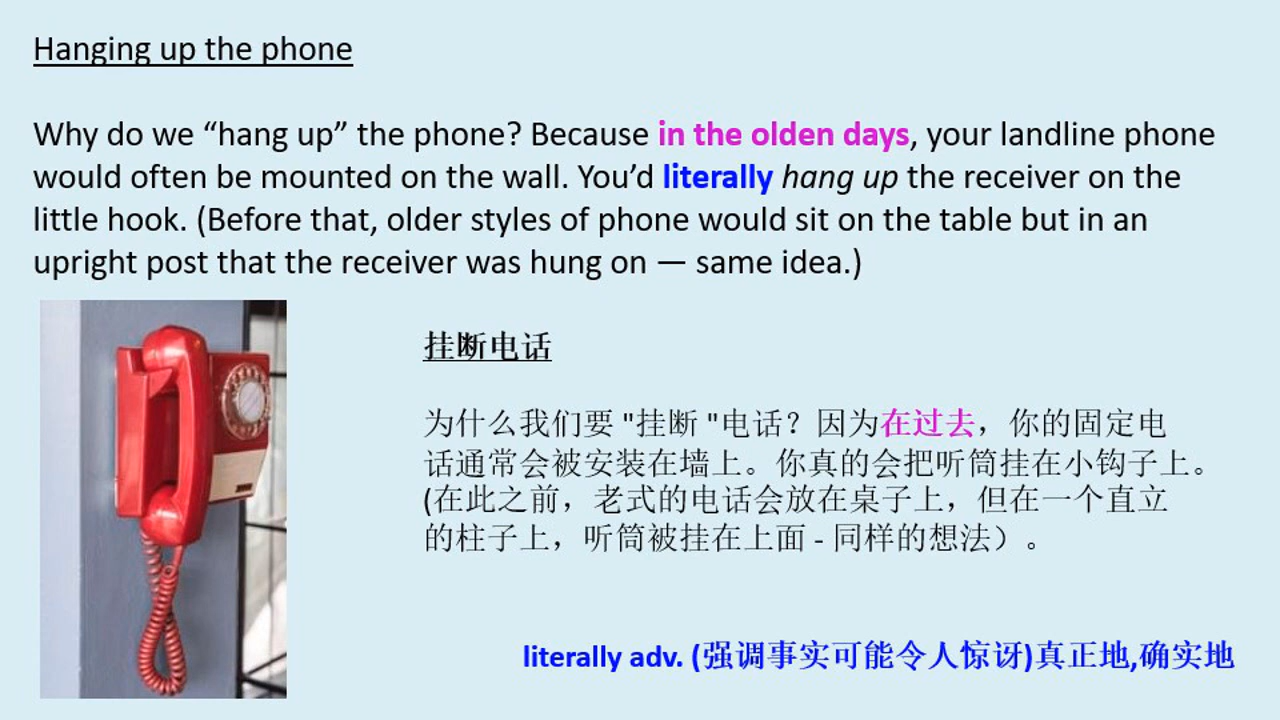 Hanging up the phone
Why do we “hang up” the phone? Because in the olden days, your landline phone
would often be mounted on the wall. You’d literally hang up the receiver on the
little hook. (Before that, older styles of phone would sit on the table but in an
upright post that the receiver was hung on — same idea.)
挂断电话
为什么我们要 "挂断 "电话？因为在过去，你的固定电
话通常会被安装在墙上。你真的会把听筒挂在小钩子上。
(在此之前，老式的电话会放在桌子上，但在一个直立
的柱子上，听筒被挂在上面 - 同样的想法）。
literally adv. (强调事实可能令人惊讶)真正地,确实地